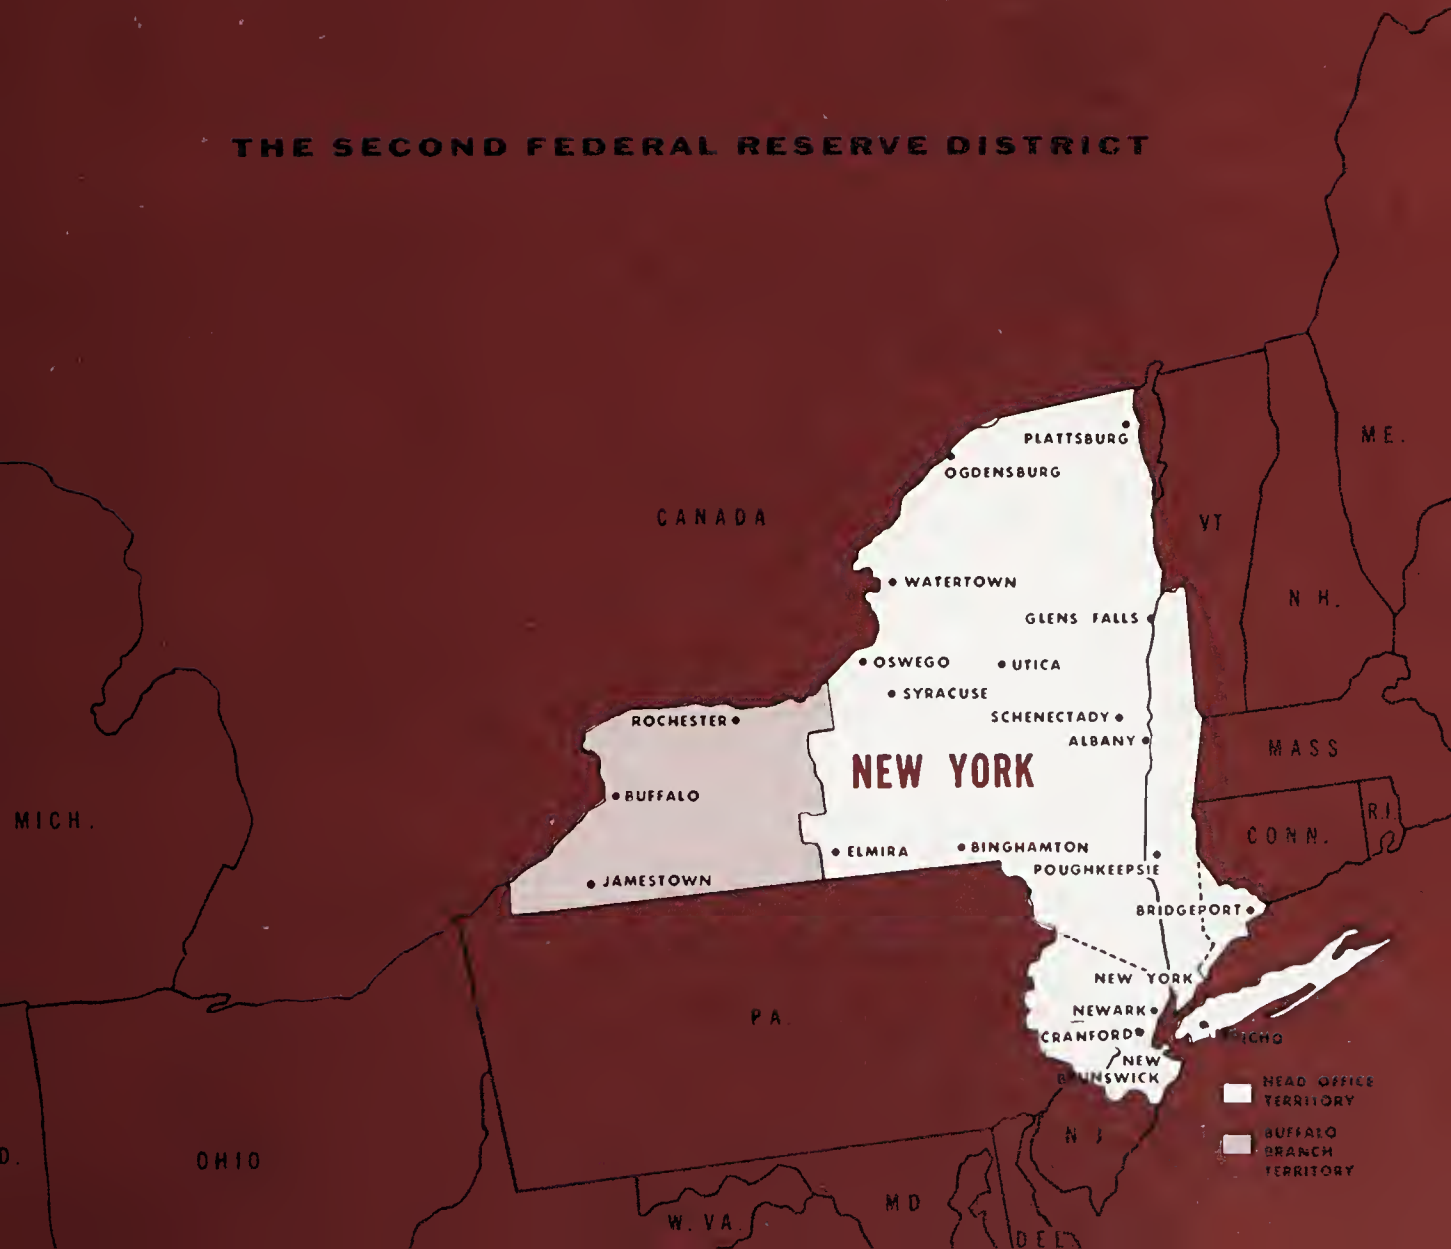 THE SECOND FEDERAL RESERVE DISTRICT
ME.
PLATTSBURG
OGDENSBURG
CANADA
VT
WATERTOWN
N H.
GLENS FALLS
OSWEGO
UTICA
SYRACUSE
ROCHESTER
SCHENECTADY
ALBANY
MASS
NEW YORK
BUFFALO
MICH.
R.I.
CONN.
ELMIRA
BINGHAMTON
POUGHKEEPSIE
JAMESTOWN
BRIDGEPORT
NEW YORK
PA.
NEWARK
CRANFORD
NEW
BRUNSWICK
HEAD OFFICE
TERRITORY
N J
BUFFALO
BRANCH
TERRITORY
D.
OHIO
MD
W. VA.
DEL